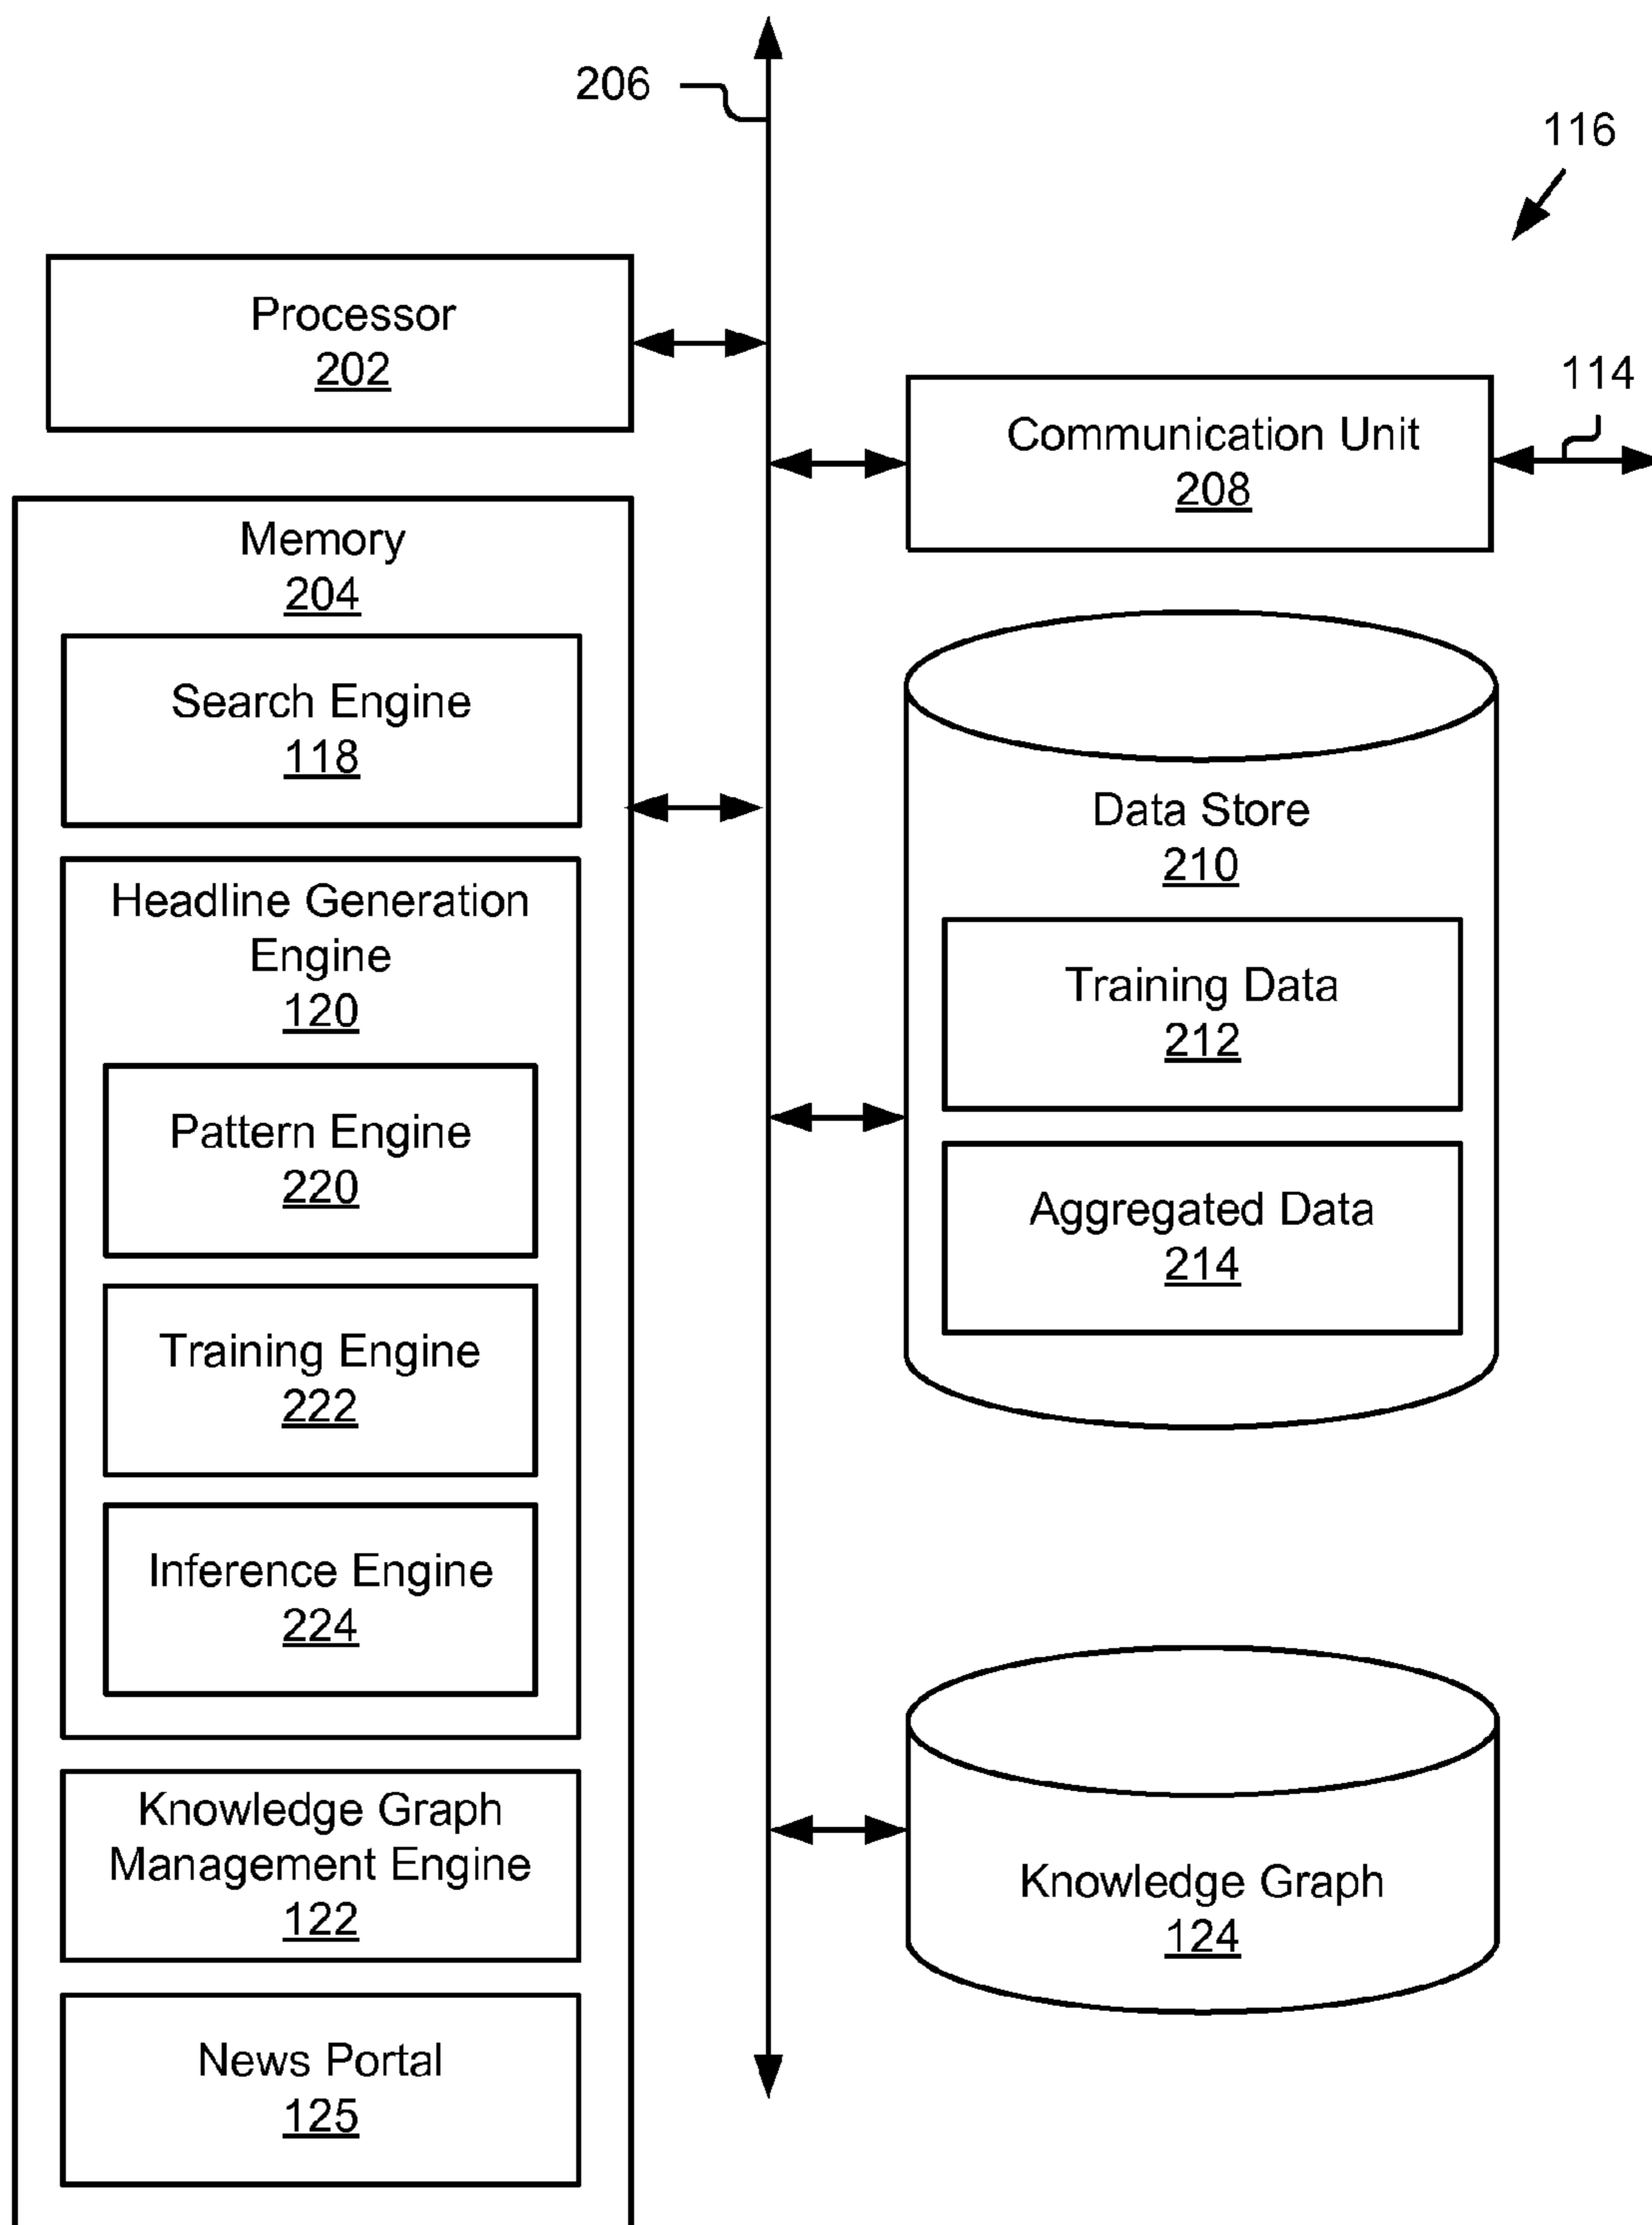 206
116
Processor
202
114
Communication Unit
208
Memory
204
Search Engine
118
Data Store
210
Headline Generation
Engine
120
Training Data
212
Pattern Engine
220
Aggregated Data
214
Training Engine
222
Inference Engine
224
Knowledge Graph
Management Engine
122
Knowledge Graph
124
News Portal
125